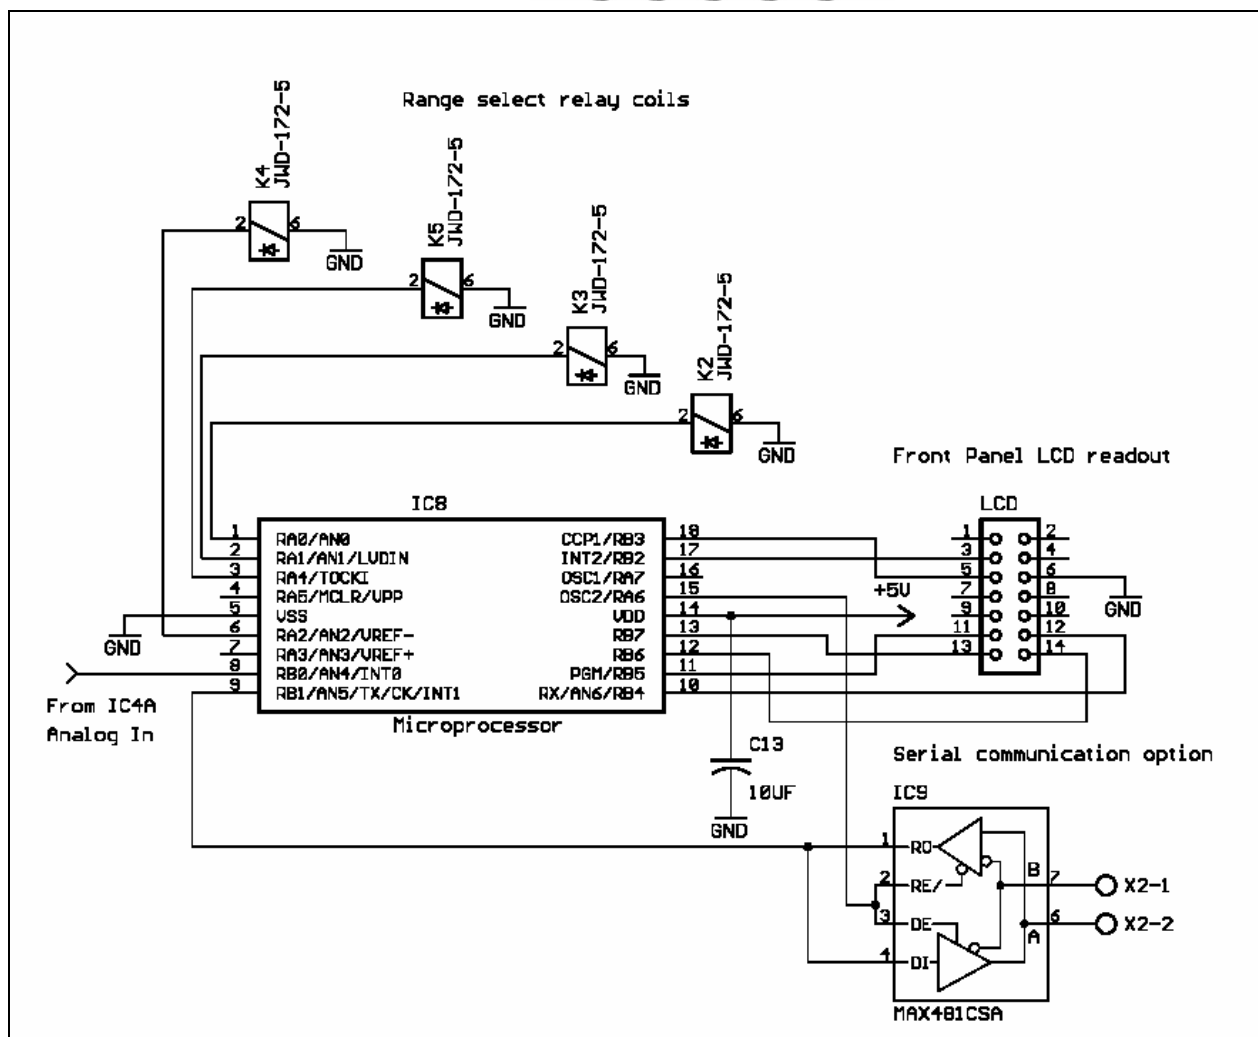 Range select relay coils
K4
JWD-172-5
2 6
GND
K5
JWD-172-5
2 6
GND
K3
JWD-172-5
2 6
GND
K2
JWD-172-5
2 6
GND
Front Panel LCD readout
IC8
LCD
1 RA0/AN0 CCP1/RB3 18
2 RA1/AN1/LVDIN INT2/RB2 17
3 RA4/TOCKI OSC1/RA7 16
4 RA5/MCLR/VPP OSC2/RA6 15
5 VSS VDD 14
6 RA2/AN2/VREF- RB7 13
7 RA3/AN3/VREF+ RB6 12
8 RB0/AN4/INT0 PGM/RB5 11
9 RB1/AN5/TX/CK/INT1 RX/AN6/RB4 10
Microprocessor
GND
From IC4A
Analog In
+5V
1 2
3 4
5 6
7 8
9 10
11 12
13 14
GND
C13
10UF
GND
Serial communication option
IC9
1 RO
2 RE/ B 7 X2-1
3 DE A 6 X2-2
4 DI
MAX481CSA